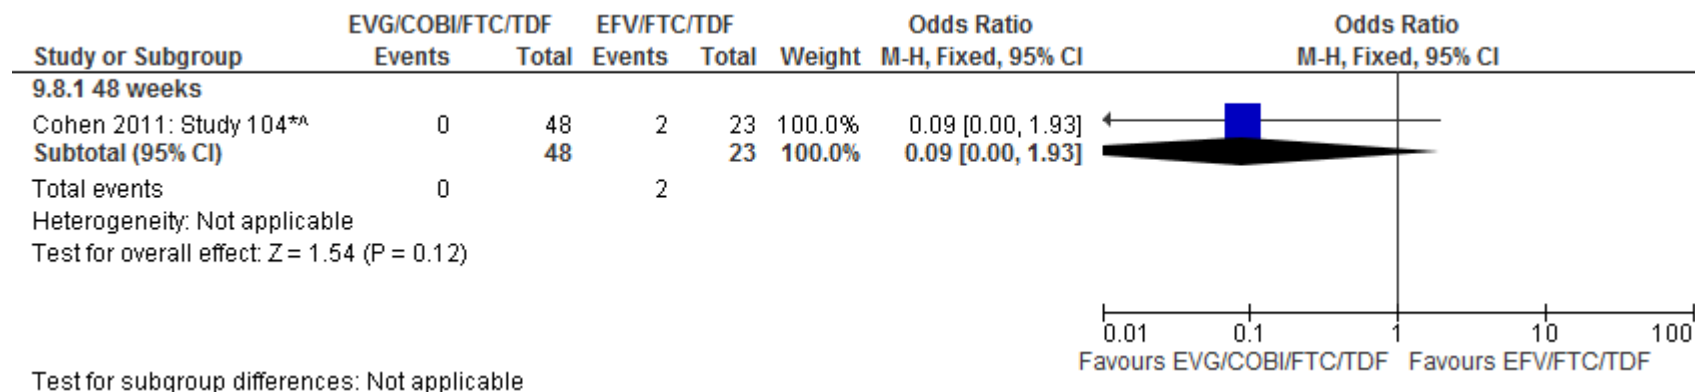 EVG/COBI/FTC/TDF EFV/FTC/TDF Odds Ratio Odds Ratio
Study or Subgroup Events Total Events Total Weight M-H, Fixed, 95% CI M-H, Fixed, 95% CI
9.8.1 48 weeks
Cohen 2011: Study 104*^ 0 48 2 23 100.0% 0.09 [0.00, 1.93]
Subtotal (95% CI) 48 23 100.0% 0.09 [0.00, 1.93]
Total events 0 2
Heterogeneity: Not applicable
Test for overall effect: Z = 1.54 (P = 0.12)
0.01 0.1 1 10 100
Favours EVG/COBI/FTC/TDF Favours EFV/FTC/TDF
Test for subgroup differences: Not applicable